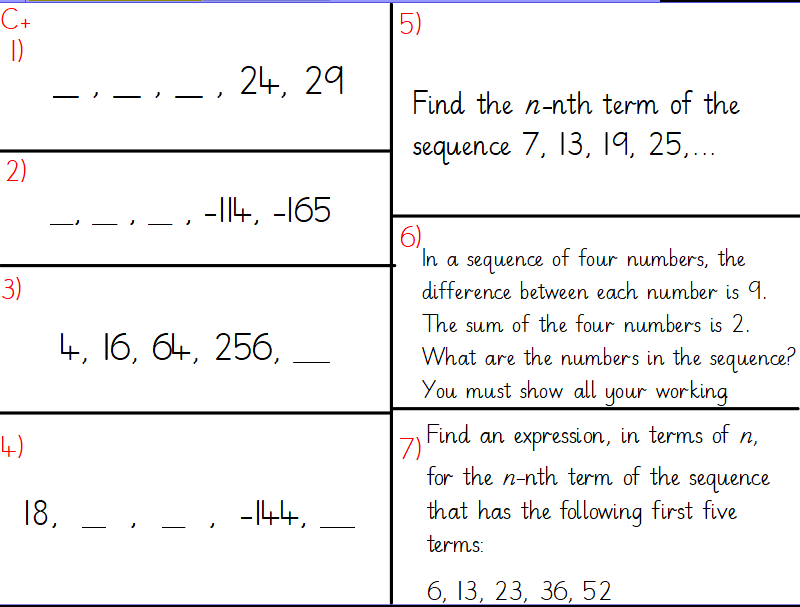 C+
1)
_ , _ , _ , 24, 29
2)
_, _ , _ , -114, -165
3)
4, 16, 64, 256, _
4)
18, _ , _ , -144, _
5)
Find the n-nth term of the
sequence 7, 13, 19, 25,...
6)
In a sequence of four numbers, the
difference between each number is 9.
The sum of the four numbers is 2.
What are the numbers in the sequence?
You must show all your working
7)
Find an expression, in terms of n,
for the n-nth term of the sequence
that has the following first five
terms:
6, 13, 23, 36, 52